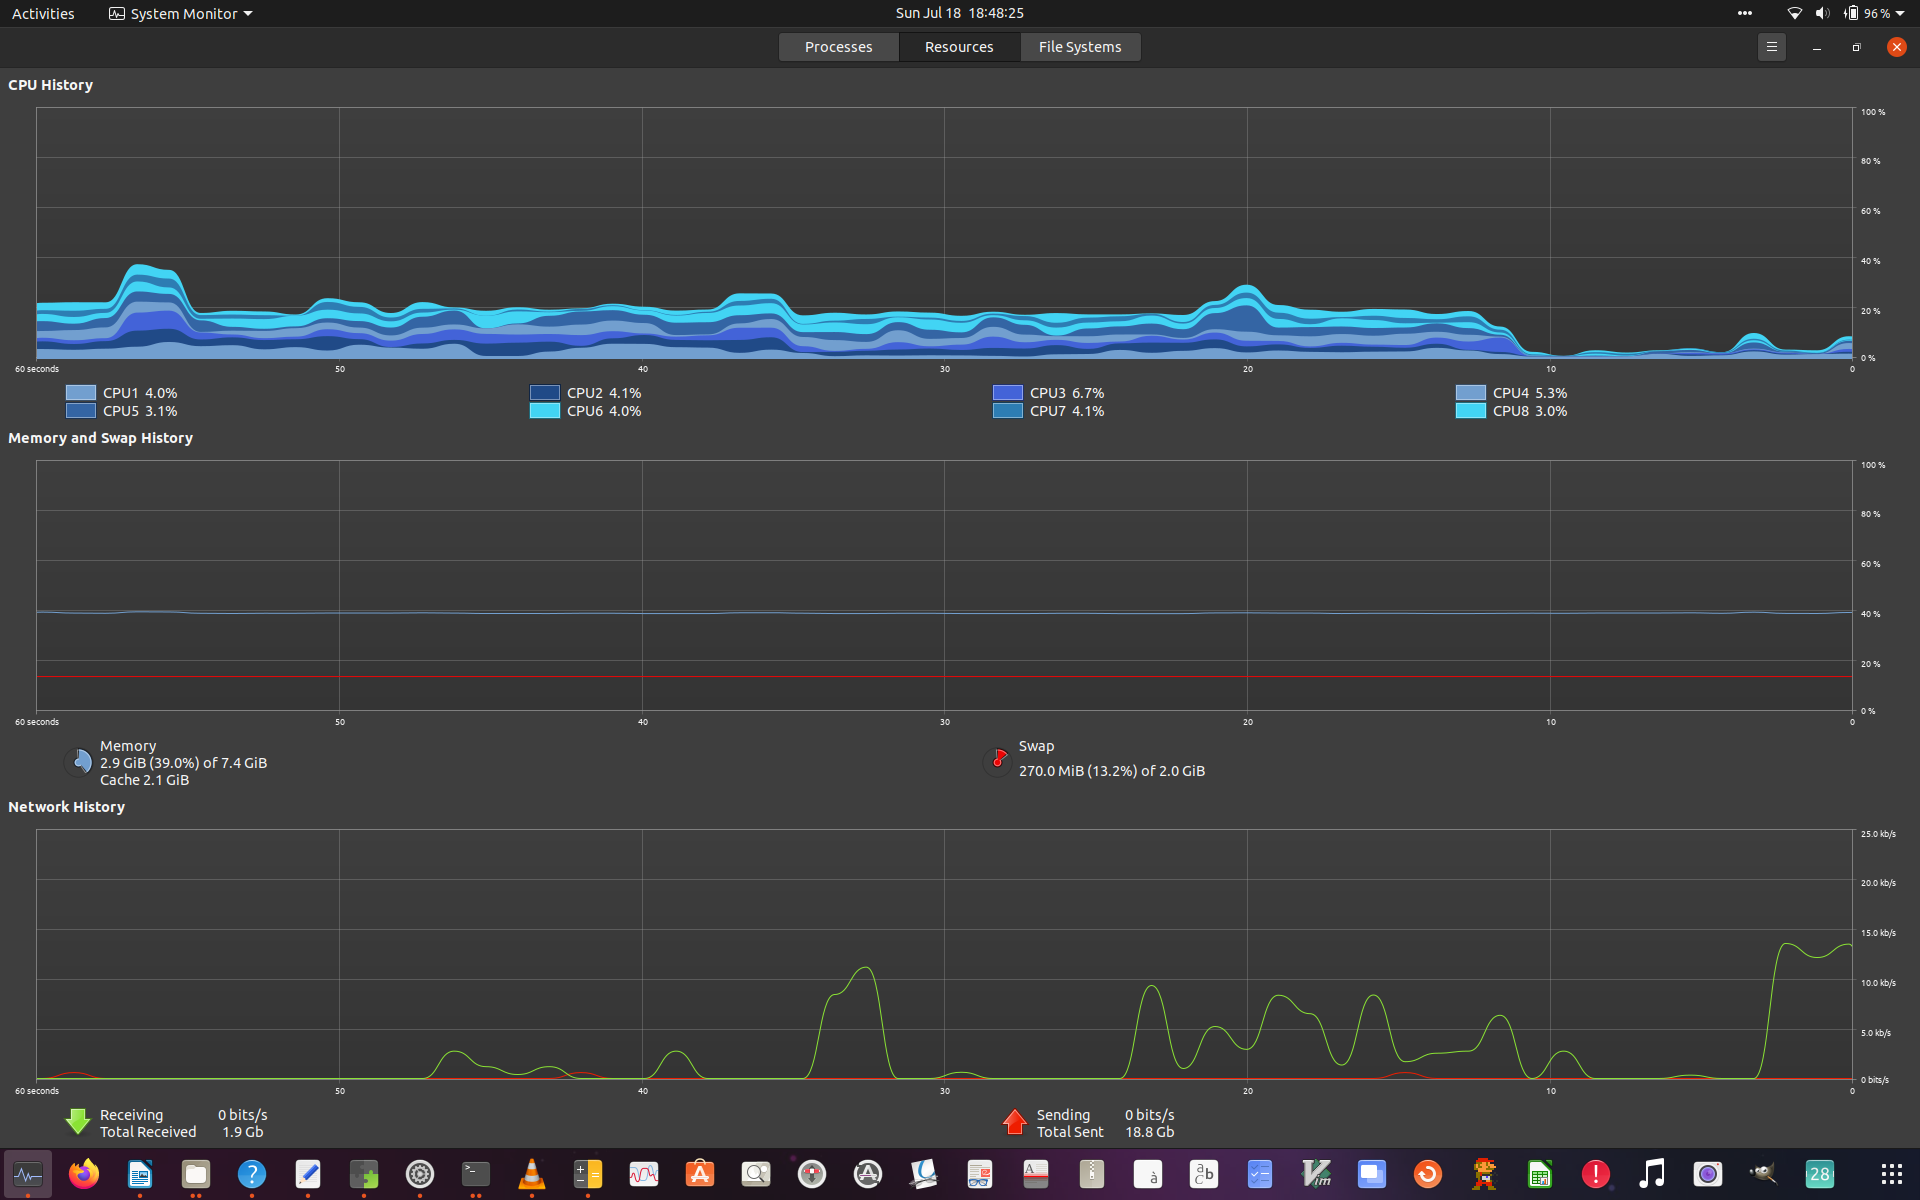 Activities
System Monitor
Sun Jul 18 18:48:25
96 %
Processes
Resources
File Systems
CPU History
100 %
80 %
60 %
40 %
20 %
0 %
60 seconds 50 40 30 20 10 0
CPU1 4.0% CPU2 4.1% CPU3 6.7% CPU4 5.3%
CPU5 3.1% CPU6 4.0% CPU7 4.1% CPU8 3.0%
Memory and Swap History
100 %
80 %
60 %
40 %
20 %
0 %
60 seconds 50 40 30 20 10 0
Memory
2.9 GiB (39.0%) of 7.4 GiB
Cache 2.1 GiB
Swap
270.0 MiB (13.2%) of 2.0 GiB
Network History
25.0 kb/s
20.0 kb/s
15.0 kb/s
10.0 kb/s
5.0 kb/s
0 bits/s
60 seconds 50 40 30 20 10 0
Receiving 0 bits/s
Total Received 1.9 Gb
Sending 0 bits/s
Total Sent 18.8 Gb
?
>_
A
à
a b c
Vim
!
28